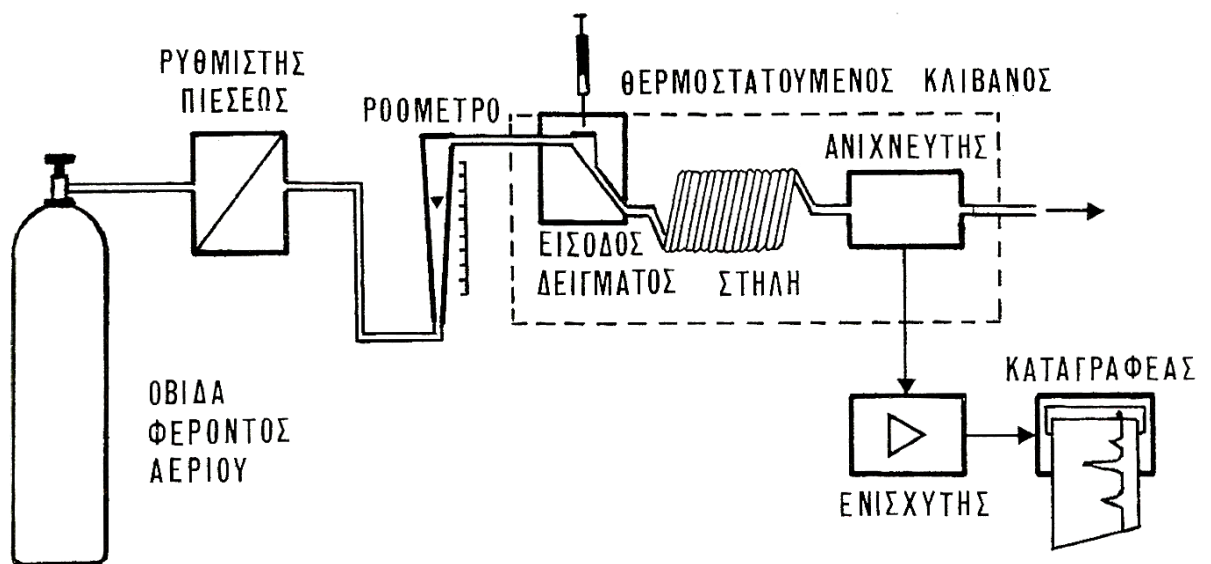 ΡΥΘΜΙΣΤΗΣ
ΠΙΕΣΕΩΣ
ΡΟΟΜΕΤΡΟ
ΘΕΡΜΟΣΤΑΤΟΥΜΕΝΟΣ ΚΛΙΒΑΝΟΣ
ΑΝΙΧΝΕΥΤΗΣ
ΕΙΣΟΔΟΣ
ΔΕΙΓΜΑΤΟΣ
ΣΤΗΛΗ
ΟΒΙΔΑ
ΦΕΡΟΝΤΟΣ
ΑΕΡΙΟΥ
ΚΑΤΑΓΡΑΦΕΑΣ
ΕΝΙΣΧΥΤΗΣ